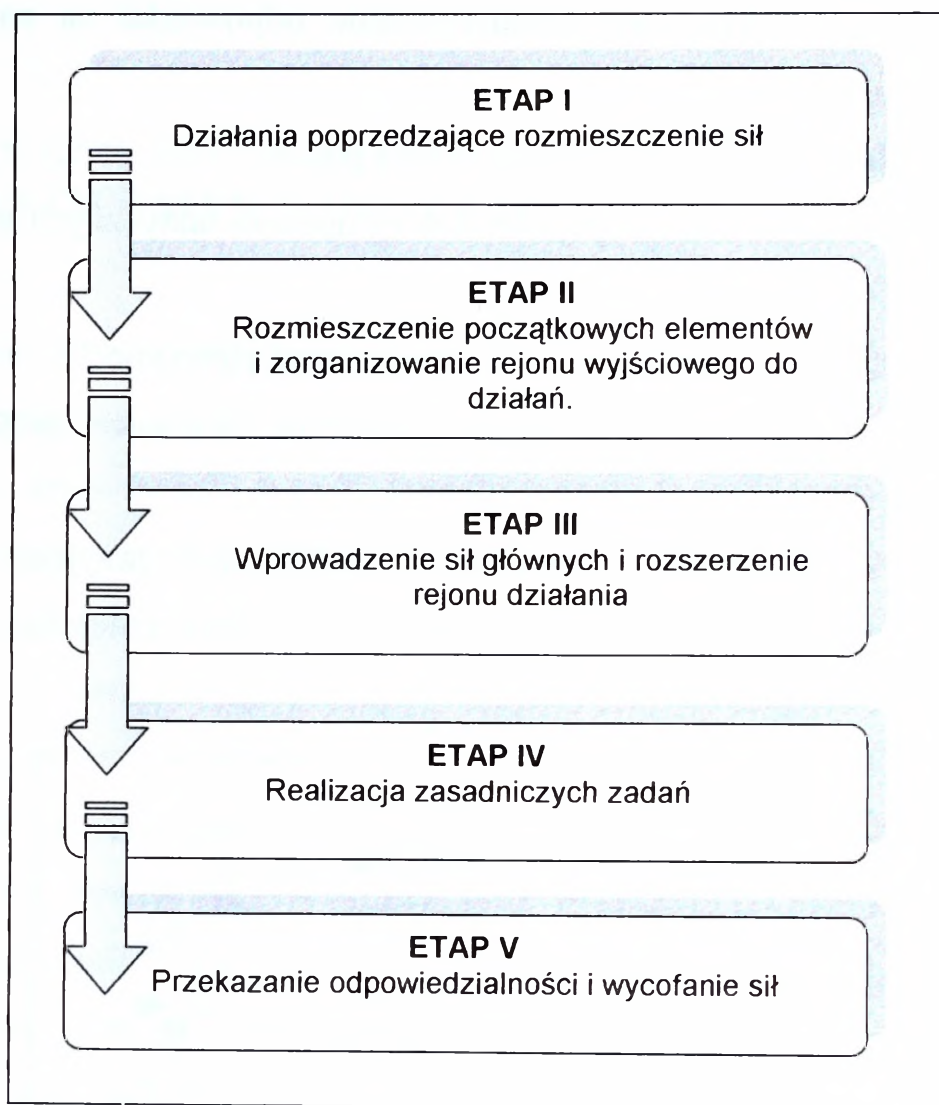 ETAP I
Działania poprzedzające rozmieszczenie sił
ETAP II
Rozmieszczenie początkowych elementów
i zorganizowanie rejonu wyjściowego do
działań.
ETAP III
Wprowadzenie sił głównych i rozszerzenie
rejonu działania
ETAP IV
Realizacja zasadniczych zadań
ETAP V
Przekazanie odpowiedzialności i wycofanie sił